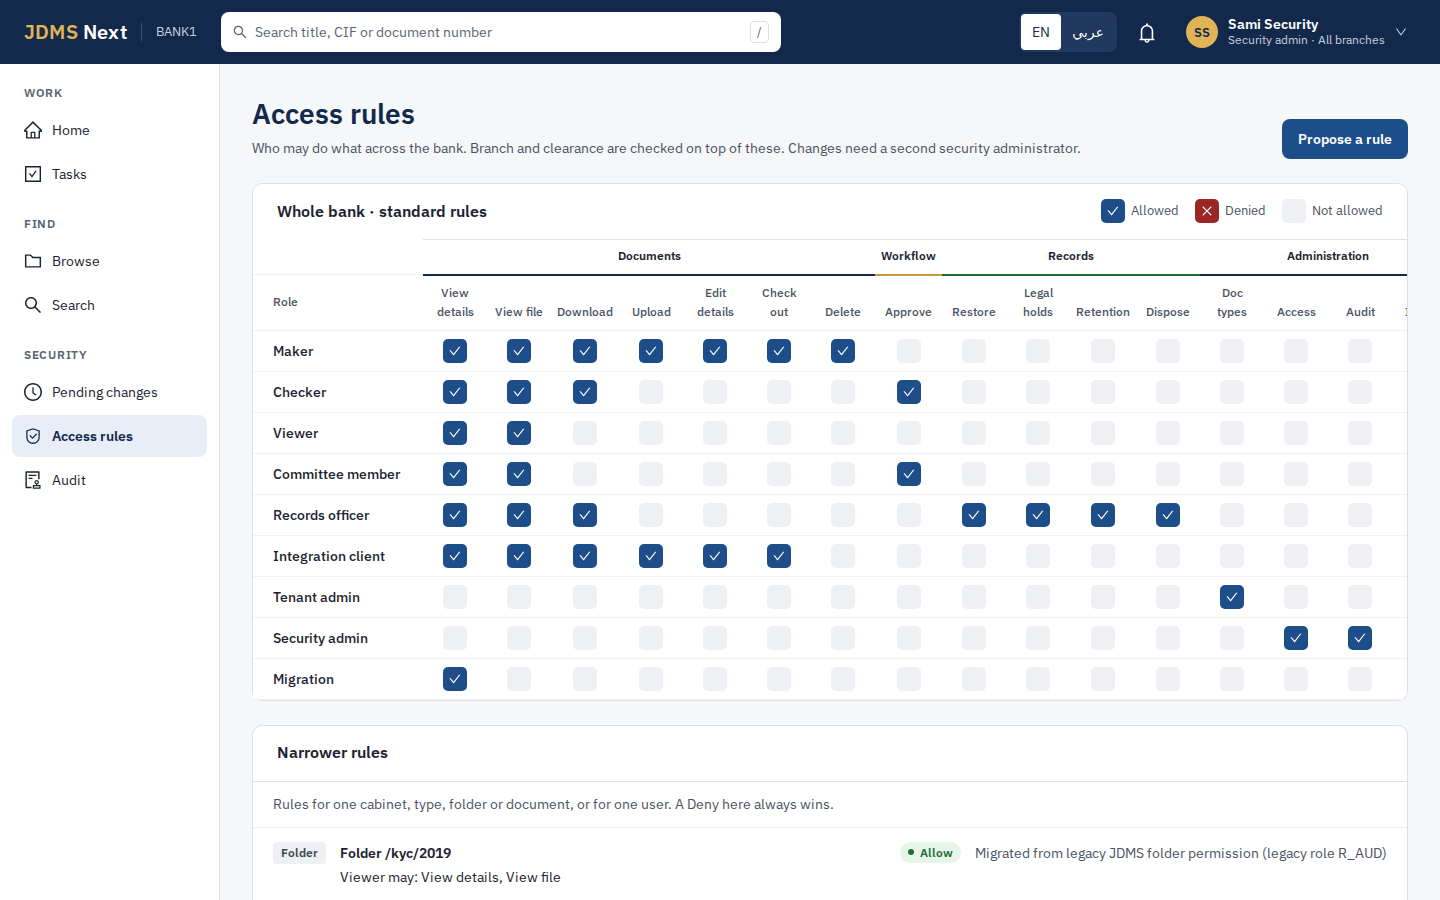 JDMS Next
BANK1
Search title, CIF or document number
/
EN
عربي
SS
Sami Security
Security admin · All branches
WORK
Home
Tasks
FIND
Browse
Search
SECURITY
Pending changes
Access rules
Audit
Access rules
Who may do what across the bank. Branch and clearance are checked on top of these. Changes need a second security administrator.
Propose a rule
Whole bank · standard rules
Allowed
Denied
Not allowed
Documents
Workflow
Records
Administration
Role
View details
View file
Download
Upload
Edit details
Check out
Delete
Approve
Restore
Legal holds
Retention
Dispose
Doc types
Access
Audit
Maker
Checker
Viewer
Committee member
Records officer
Integration client
Tenant admin
Security admin
Migration
Narrower rules
Rules for one cabinet, type, folder or document, or for one user. A Deny here always wins.
Folder
Folder /kyc/2019
Allow
Migrated from legacy JDMS folder permission (legacy role R_AUD)
Viewer may: View details, View file